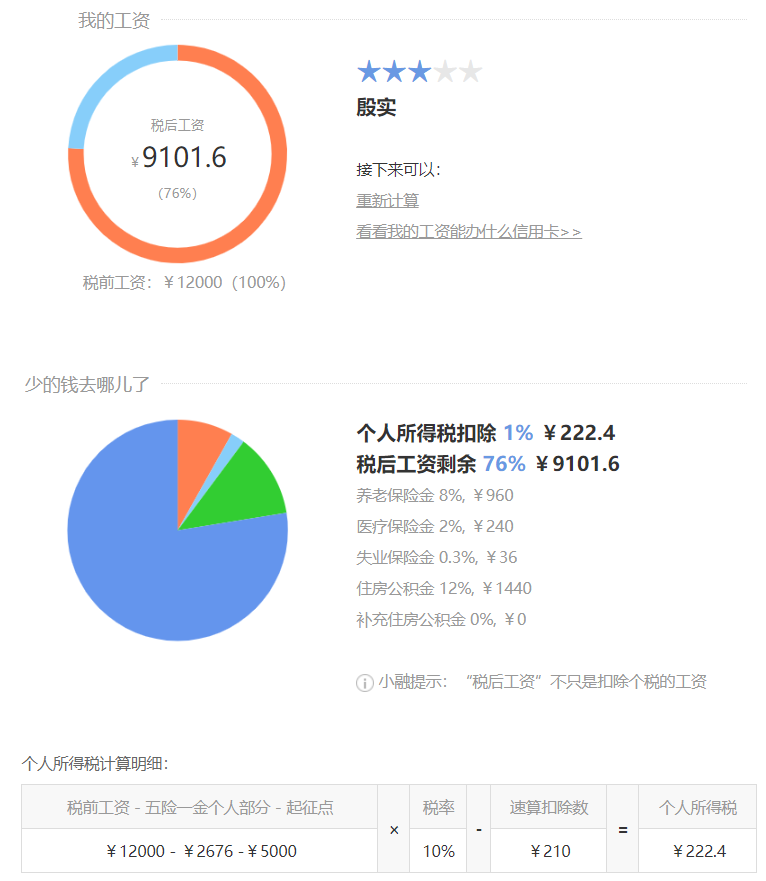 我的工资
税后工资
¥9101.6
(76%)
税前工资：¥12000（100%）
殷实
接下来可以：
重新计算
看看我的工资能办什么信用卡>>
少的钱去哪儿了
个人所得税扣除 1% ¥222.4
税后工资剩余 76% ¥9101.6
养老保险金 8%, ¥960
医疗保险金 2%, ¥240
失业保险金 0.3%, ¥36
住房公积金 12%, ¥1440
补充住房公积金 0%, ¥0
小融提示：“税后工资”不只是扣除个税的工资
个人所得税计算明细：
税前工资 - 五险一金个人部分 - 起征点 × 税率 - 速算扣除数 = 个人所得税
¥12000 - ¥2676 -¥5000 10% ¥210 ¥222.4